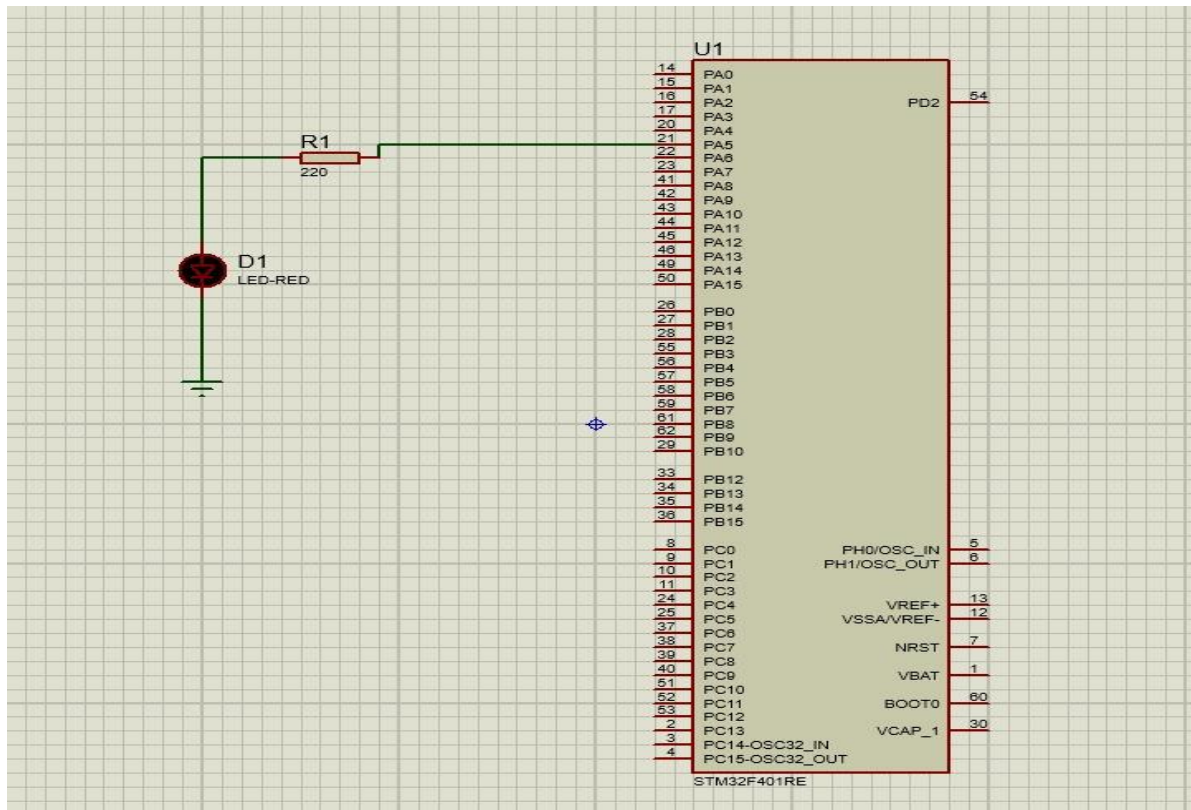 U1
14 PA0
15 PA1
16 PA2
17 PA3
20 PA4
21 PA5
22 PA6
23 PA7
41 PA8
42 PA9
43 PA10
44 PA11
45 PA12
46 PA13
49 PA14
50 PA15
PD2 54
R1
220
D1
LED-RED
26 PB0
27 PB1
28 PB2
55 PB3
56 PB4
57 PB5
58 PB6
59 PB7
61 PB8
62 PB9
29 PB10
33 PB12
34 PB13
35 PB14
36 PB15
8 PC0
9 PC1
10 PC2
11 PC3
24 PC4
25 PC5
37 PC6
38 PC7
39 PC8
40 PC9
51 PC10
52 PC11
53 PC12
2 PC13
3 PC14-OSC32_IN
4 PC15-OSC32_OUT
PH0/OSC_IN 5
PH1/OSC_OUT 6
VREF+ 13
VSSA/VREF- 12
NRST 7
VBAT 1
BOOT0 60
VCAP_1 30
STM32F401RE